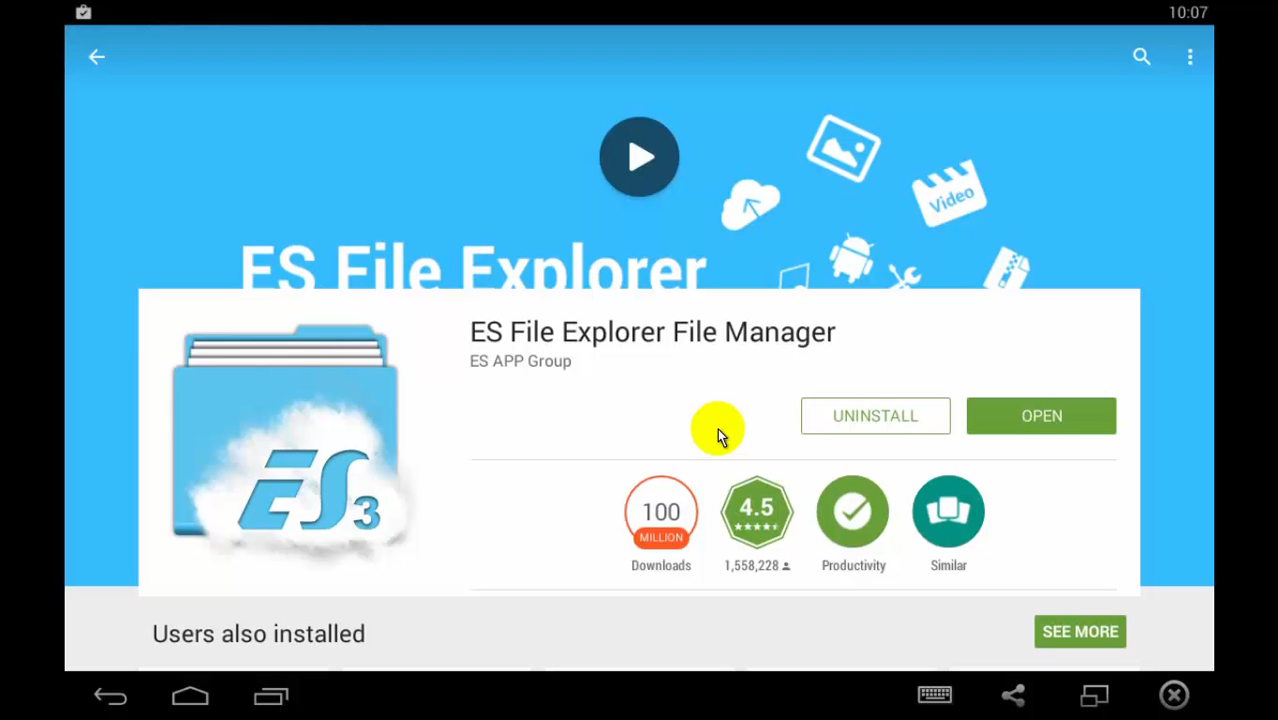 10:07
Video
ES File Explorer
ES File Explorer File Manager
ES APP Group
UNINSTALL
OPEN
ES3
100
MILLION
4.5
Downloads
1,558,228
Productivity
Similar
Users also installed
SEE MORE